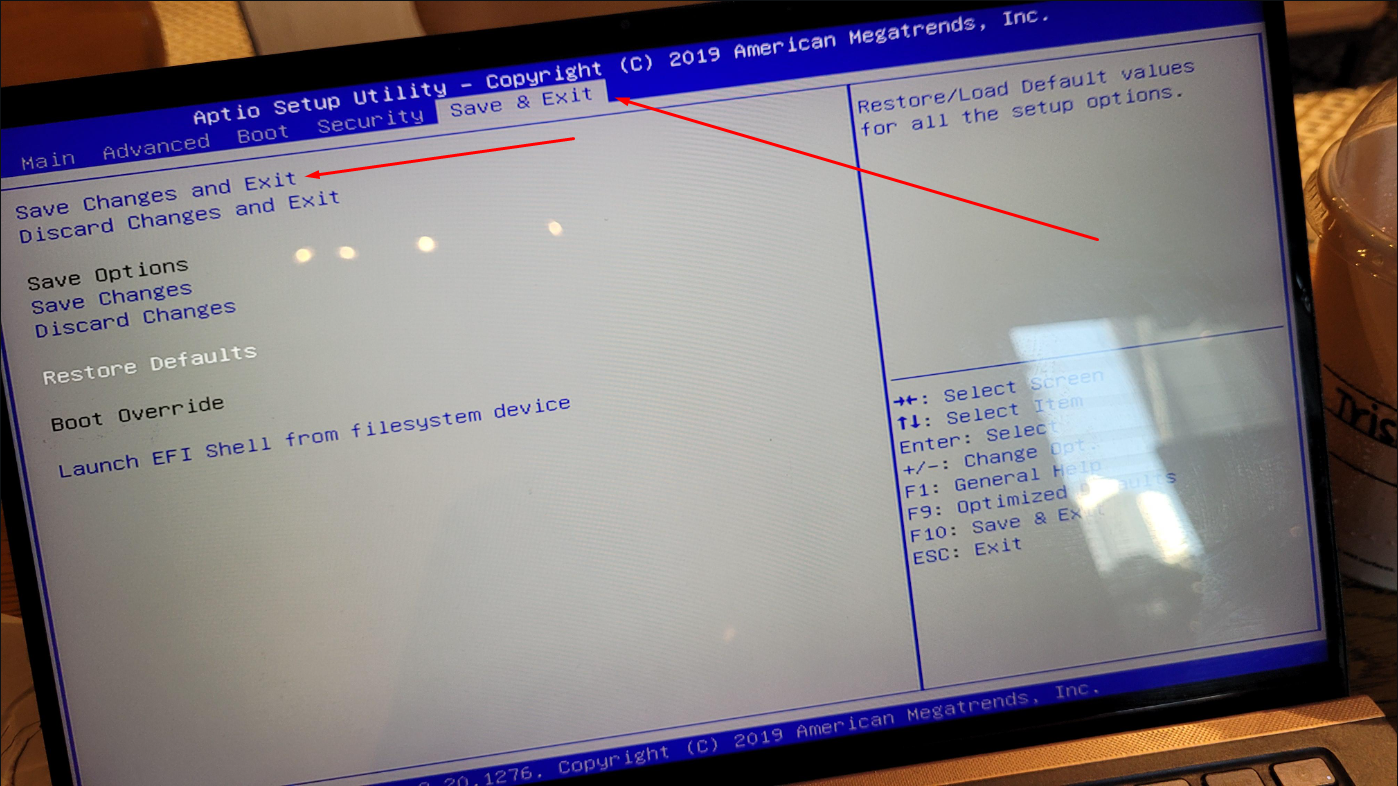 Aptio Setup Utility - Copyright (C) 2019 American Megatrends, Inc.
Main Advanced Boot Security Save & Exit
Save Changes and Exit
Discard Changes and Exit
Save Options
Save Changes
Discard Changes
Restore Defaults
Boot Override
Launch EFI Shell from filesystem device
Restore/Load Default values
for all the setup options.
→←: Select Screen
↑↓: Select Item
Enter: Select
+/-: Change Opt.
F1: General Help
F9: Optimized Defaults
F10: Save & Exit
ESC: Exit
.20.1276. Copyright (C) 2019 American Megatrends, Inc.
Tris